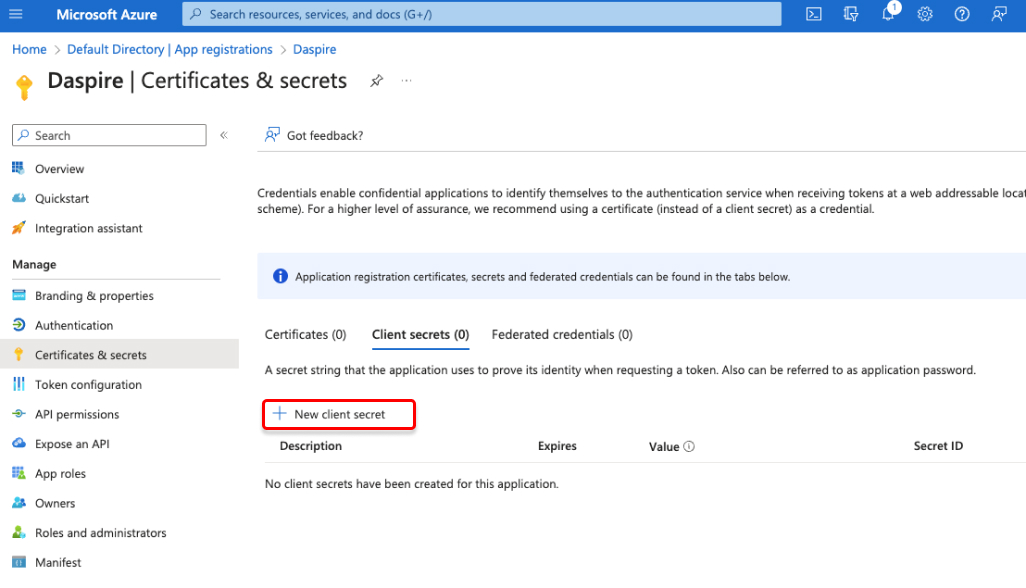 Microsoft Azure
Search resources, services, and docs (G+/)
1
Home > Default Directory | App registrations > Daspire
Daspire | Certificates & secrets
...
Search
«
Got feedback?
Overview
Quickstart
Integration assistant
Manage
Branding & properties
Authentication
Certificates & secrets
Token configuration
API permissions
Expose an API
App roles
Owners
Roles and administrators
Manifest
Credentials enable confidential applications to identify themselves to the authentication service when receiving tokens at a web addressable locat
scheme). For a higher level of assurance, we recommend using a certificate (instead of a client secret) as a credential.
Application registration certificates, secrets and federated credentials can be found in the tabs below.
Certificates (0) Client secrets (0) Federated credentials (0)
A secret string that the application uses to prove its identity when requesting a token. Also can be referred to as application password.
+ New client secret
Description Expires Value Secret ID
No client secrets have been created for this application.